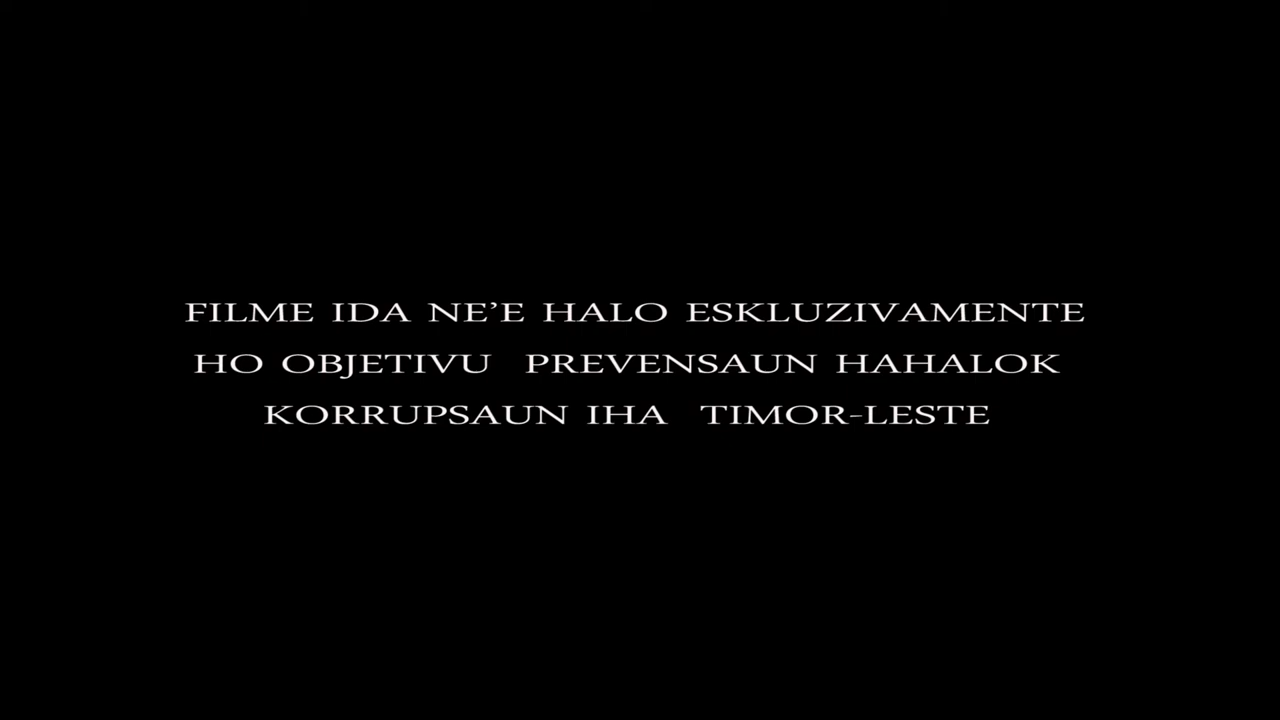 FILME IDA NE’E HALO ESKLUZIVAMENTE
HO OBJETIVU PREVENSAUN HAHALOK
KORRUPSAUN IHA TIMOR-LESTE